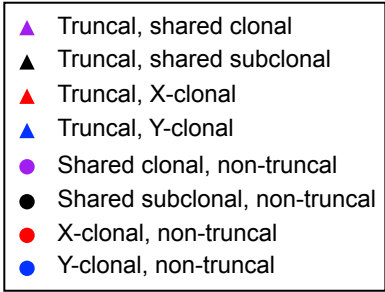 Truncal, shared clonal
Truncal, shared subclonal
Truncal, X-clonal
Truncal, Y-clonal
Shared clonal, non-truncal
Shared subclonal, non-truncal
X-clonal, non-truncal
Y-clonal, non-truncal